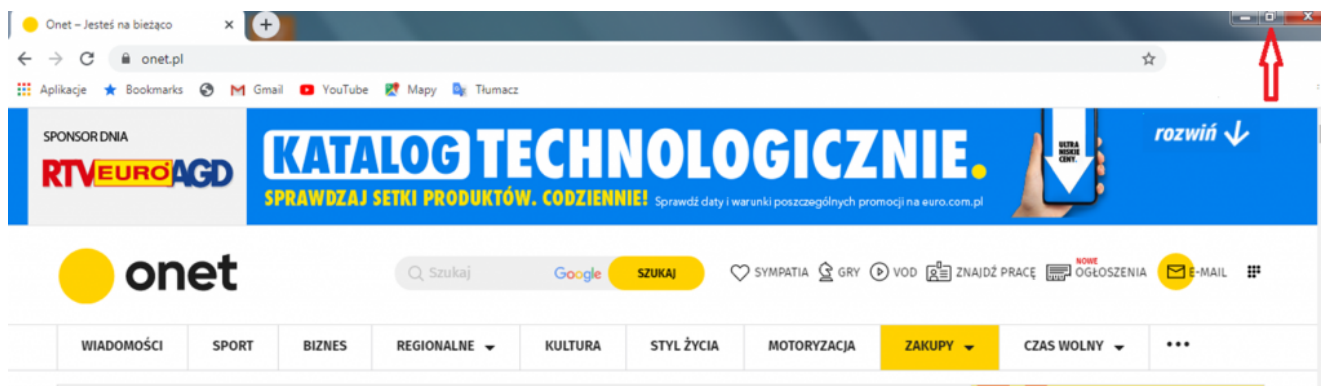 Onet – Jesteś na bieżąco
onet.pl
Aplikacje Bookmarks Gmail YouTube Mapy Tłumacz
SPONSOR DNIA
RTV EURO AGD
KATALOG TECHNOLOGICZNIE.
SPRAWDZAJ SETKI PRODUKTÓW. CODZIENNIE! Sprawdź daty i warunki poszczególnych promocji na euro.com.pl
ULTRA
NISKIE
CENY.
rozwiń
onet
Szukaj Google SZUKAJ SYMPATIA GRY VOD ZNAJDŹ PRACĘ NOWE OGŁOSZENIA E-MAIL
WIADOMOŚCI SPORT BIZNES REGIONALNE KULTURA STYL ŻYCIA MOTORYZACJA ZAKUPY CZAS WOLNY •••